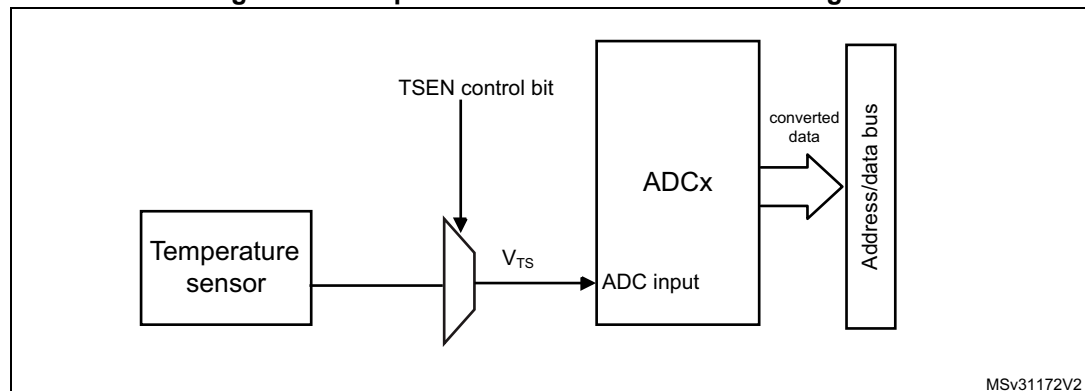 TSEN control bit
converted
data
ADCx
Address/data bus
Temperature
sensor
VTS
ADC input
MSv31172V2